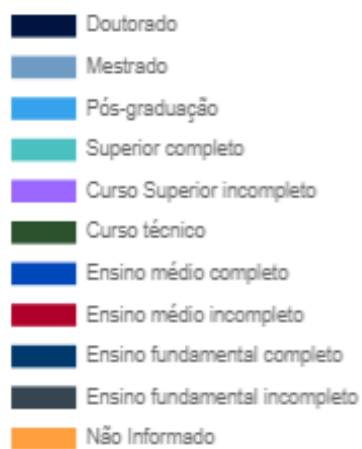 Doutorado
Mestrado
Pós-graduação
Superior completo
Curso Superior incompleto
Curso técnico
Ensino médio completo
Ensino médio incompleto
Ensino fundamental completo
Ensino fundamental incompleto
Não Informado